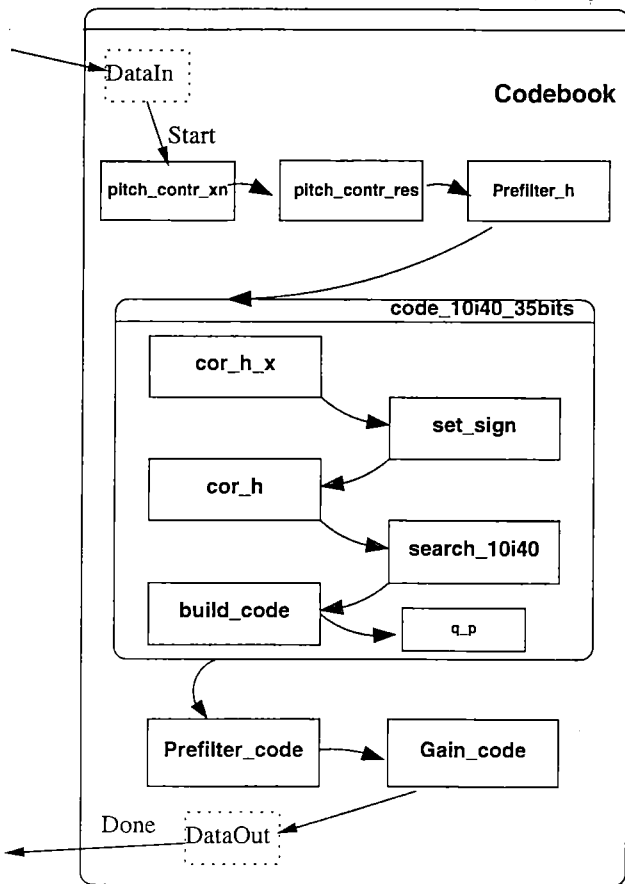 DataIn
Codebook
Start
pitch_contr_xn
pitch_contr_res
Prefilter_h
code_10i40_35bits
cor_h_x
set_sign
cor_h
search_10i40
build_code
q_p
Prefilter_code
Gain_code
Done
DataOut